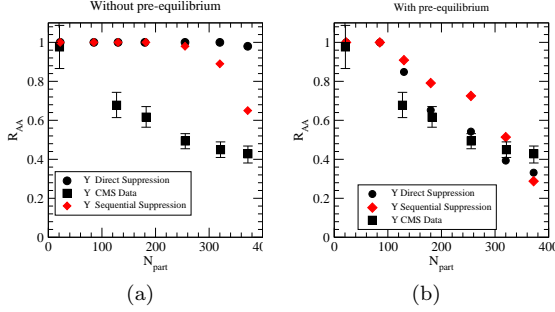 Without pre-equilibrium
1
0.8
0.6
0.4
0.2
0
R_AA
Y Direct Suppression
Y CMS Data
Y Sequential Suppression
0 100 200 300 400
N_part
(a)
With pre-equilibrium
1
0.8
0.6
0.4
0.2
0
R_AA
Y Direct Suppression
Y Sequential Suppression
Y CMS Data
0 100 200 300 400
N_part
(b)